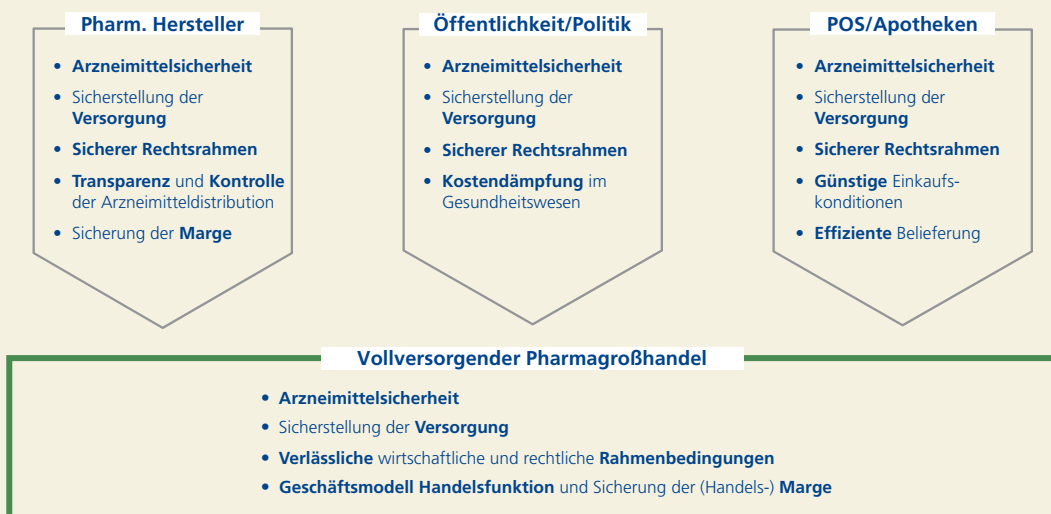 Pharm. Hersteller
• Arzneimittelsicherheit
• Sicherstellung der
Versorgung
• Sicherer Rechtsrahmen
• Transparenz und Kontrolle
der Arzneimitteldistribution
• Sicherung der Marge
Öffentlichkeit/Politik
• Arzneimittelsicherheit
• Sicherstellung der
Versorgung
• Sicherer Rechtsrahmen
• Kostendämpfung im
Gesundheitswesen
POS/Apotheken
• Arzneimittelsicherheit
• Sicherstellung der
Versorgung
• Sicherer Rechtsrahmen
• Günstige Einkaufs-
konditionen
• Effiziente Belieferung
Vollversorgender Pharmagroßhandel
• Arzneimittelsicherheit
• Sicherstellung der Versorgung
• Verlässliche wirtschaftliche und rechtliche Rahmenbedingungen
• Geschäftsmodell Handelsfunktion und Sicherung der (Handels-) Marge